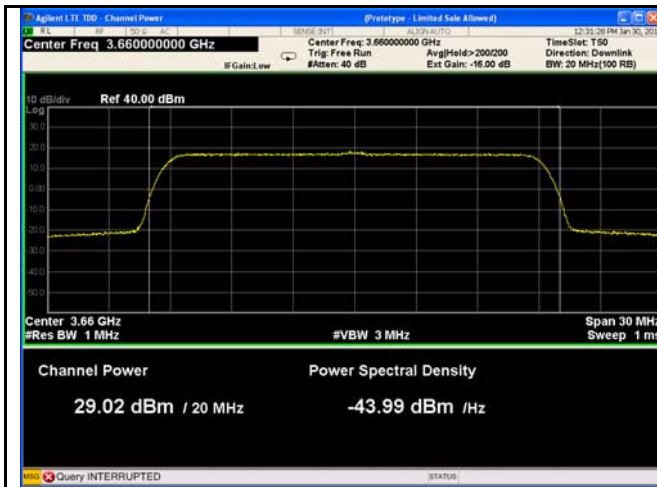 Agilent LTE TDD - Channel Power (Prototype - Limited Sale Allowed)
RL RF 50 Ω AC SENSE:INT ALIGN AUTO 12:31:28 PM Jan 30, 201
Center Freq 3.660000000 GHz Center Freq: 3.660000000 GHz TimeSlot: TS0
Trig: Free Run Avg|Hold:>200/200 Direction: Downlink
IFGain:Low #Atten: 40 dB Ext Gain: -16.00 dB BW: 20 MHz(100 RB)
10 dB/div Ref 40.00 dBm
Log
30.0
20.0
10.0
0.00
-10.0
-20.0
-30.0
-40.0
-50.0
Center 3.66 GHz Span 30 MHz
#Res BW 1 MHz #VBW 3 MHz Sweep 1 ms
Channel Power Power Spectral Density
29.02 dBm / 20 MHz -43.99 dBm /Hz
MSG Query INTERRUPTED STATUS